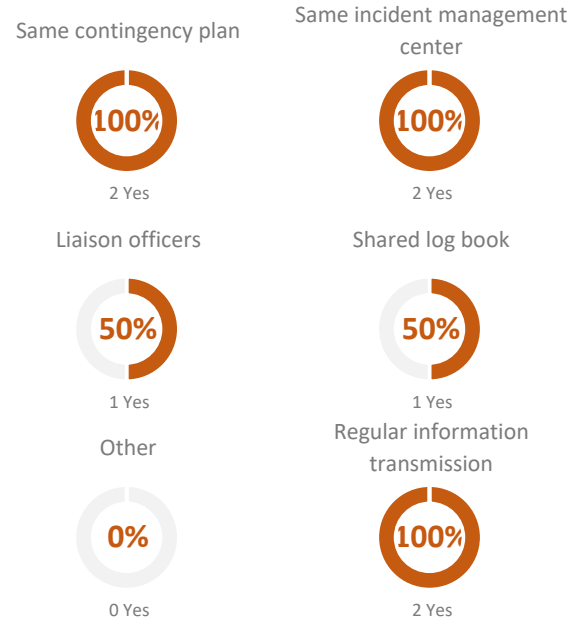 Same contingency plan
100%
2 Yes
Same incident management
center
100%
2 Yes
Liaison officers
50%
1 Yes
Shared log book
50%
1 Yes
Other
0%
0 Yes
Regular information
transmission
100%
2 Yes